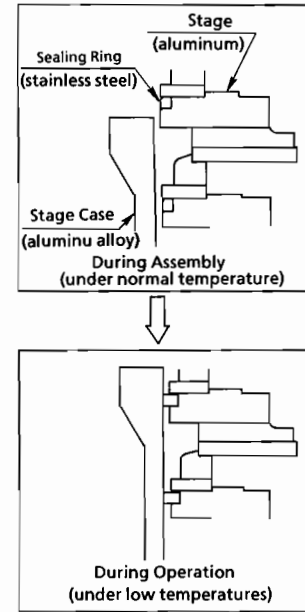 Stage
(aluminum)
Sealing Ring
(stainless steel)
Stage Case
(aluminu alloy)
During Assembly
(under normal temperature)
During Operation
(under low temperatures)